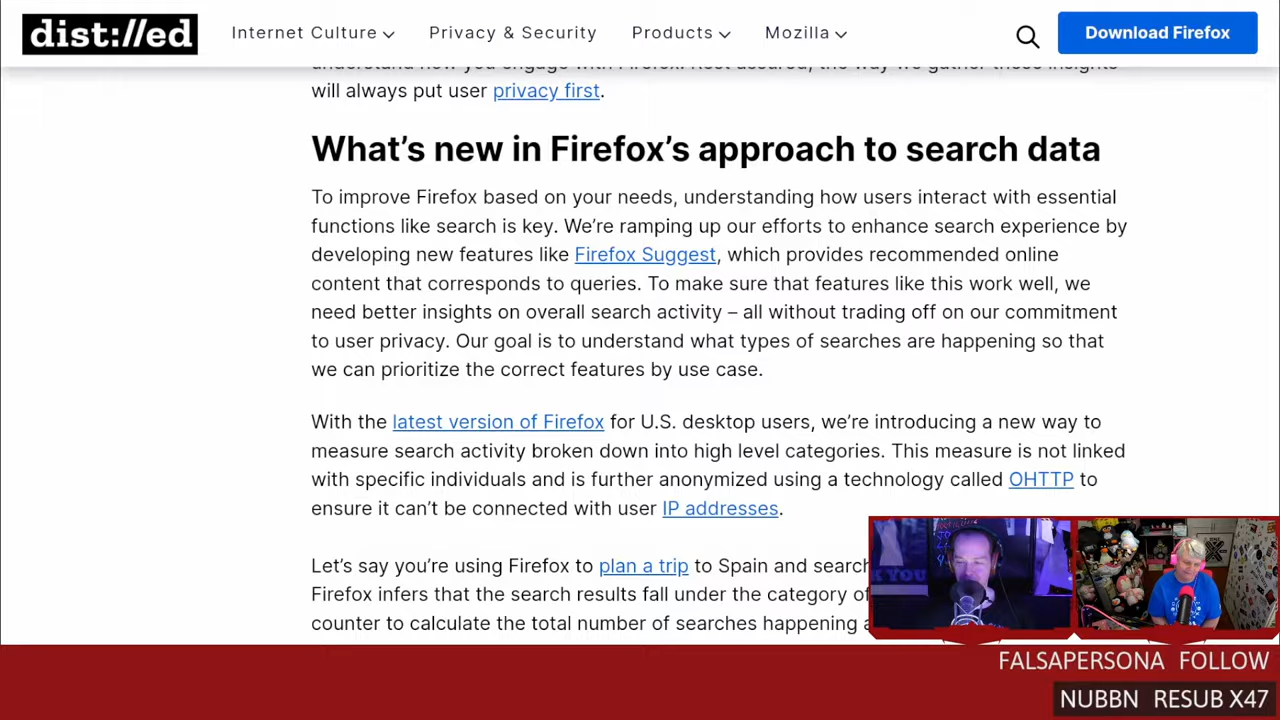 dist://ed
Internet Culture
Privacy & Security
Products
Mozilla
Download Firefox
will always put user privacy first.
What's new in Firefox's approach to search data
To improve Firefox based on your needs, understanding how users interact with essential
functions like search is key. We're ramping up our efforts to enhance search experience by
developing new features like Firefox Suggest, which provides recommended online
content that corresponds to queries. To make sure that features like this work well, we
need better insights on overall search activity – all without trading off on our commitment
to user privacy. Our goal is to understand what types of searches are happening so that
we can prioritize the correct features by use case.
With the latest version of Firefox for U.S. desktop users, we're introducing a new way to
measure search activity broken down into high level categories. This measure is not linked
with specific individuals and is further anonymized using a technology called OHTTP to
ensure it can't be connected with user IP addresses.
Let's say you're using Firefox to plan a trip to Spain and search
Firefox infers that the search results fall under the category of
counter to calculate the total number of searches happening
FALSAPERSONA FOLLOW
NUBBN RESUB X47